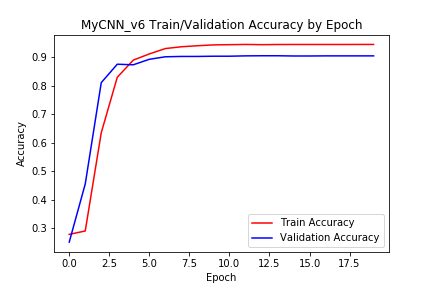 MyCNN_v6 Train/Validation Accuracy by Epoch
Accuracy
0.9
0.8
0.7
0.6
0.5
0.4
0.3
Train Accuracy
Validation Accuracy
0.0 2.5 5.0 7.5 10.0 12.5 15.0 17.5
Epoch